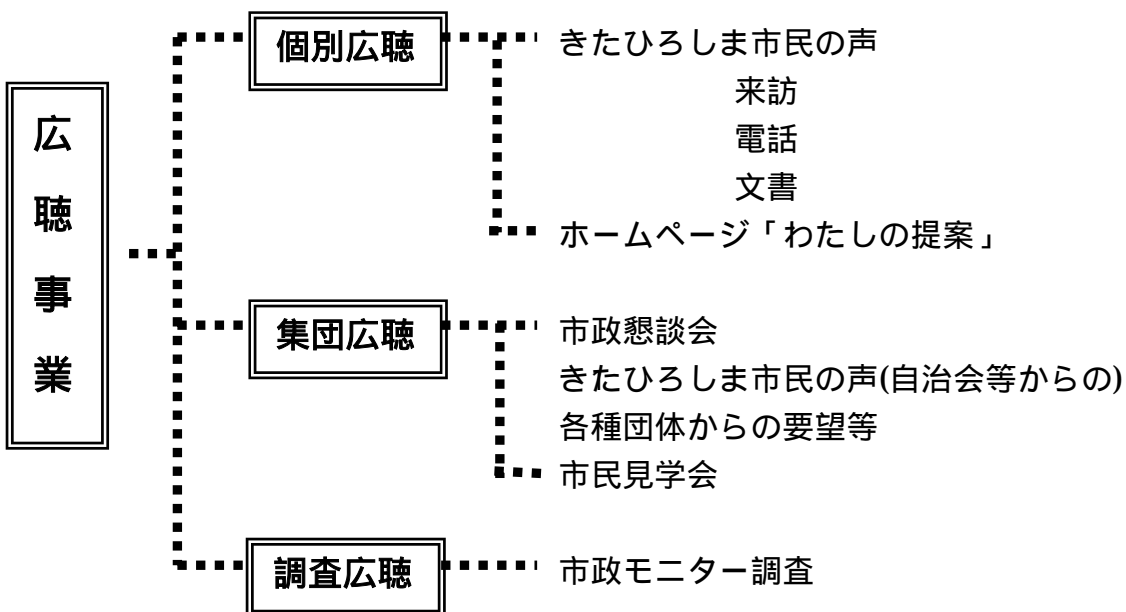 広聴事業
個別広聴
きたひろしま市民の声
来訪
電話
文書
ホームページ「わたしの提案」
集団広聴
市政懇談会
きたひろしま市民の声(自治会等からの)
各種団体からの要望等
市民見学会
調査広聴
市政モニター調査